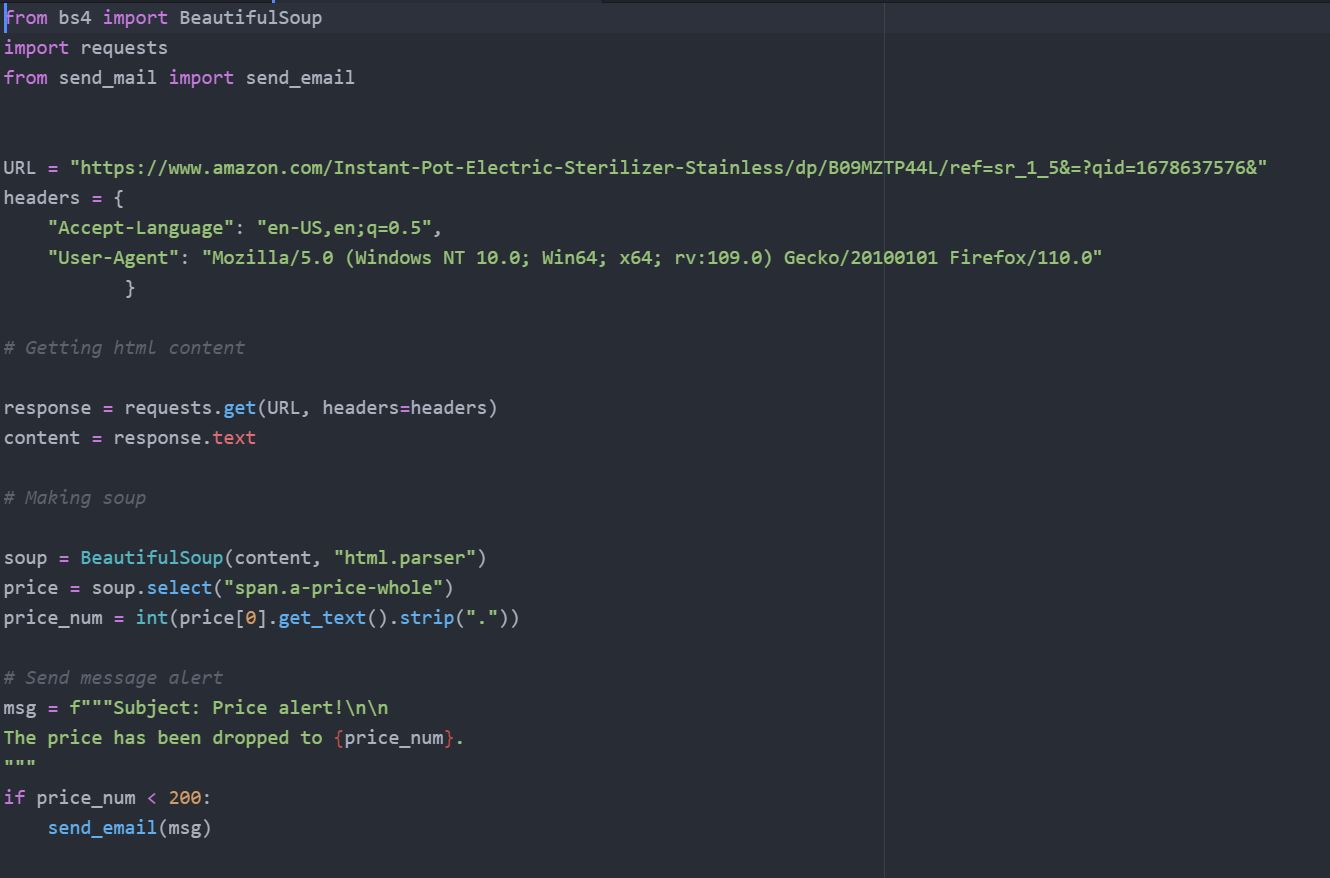 from bs4 import BeautifulSoup
import requests
from send_mail import send_email
URL = "https://www.amazon.com/Instant-Pot-Electric-Sterilizer-Stainless/dp/B09MZTP44L/ref=sr_1_5&=?qid=1678637576&"
headers = {
    "Accept-Language": "en-US,en;q=0.5",
    "User-Agent": "Mozilla/5.0 (Windows NT 10.0; Win64; x64; rv:109.0) Gecko/20100101 Firefox/110.0"
           }
# Getting html content
response = requests.get(URL, headers=headers)
content = response.text
# Making soup
soup = BeautifulSoup(content, "html.parser")
price = soup.select("span.a-price-whole")
price_num = int(price[0].get_text().strip("."))
# Send message alert
msg = f"""Subject: Price alert!\n\n
The price has been dropped to {price_num}.
"""
if price_num < 200:
    send_email(msg)